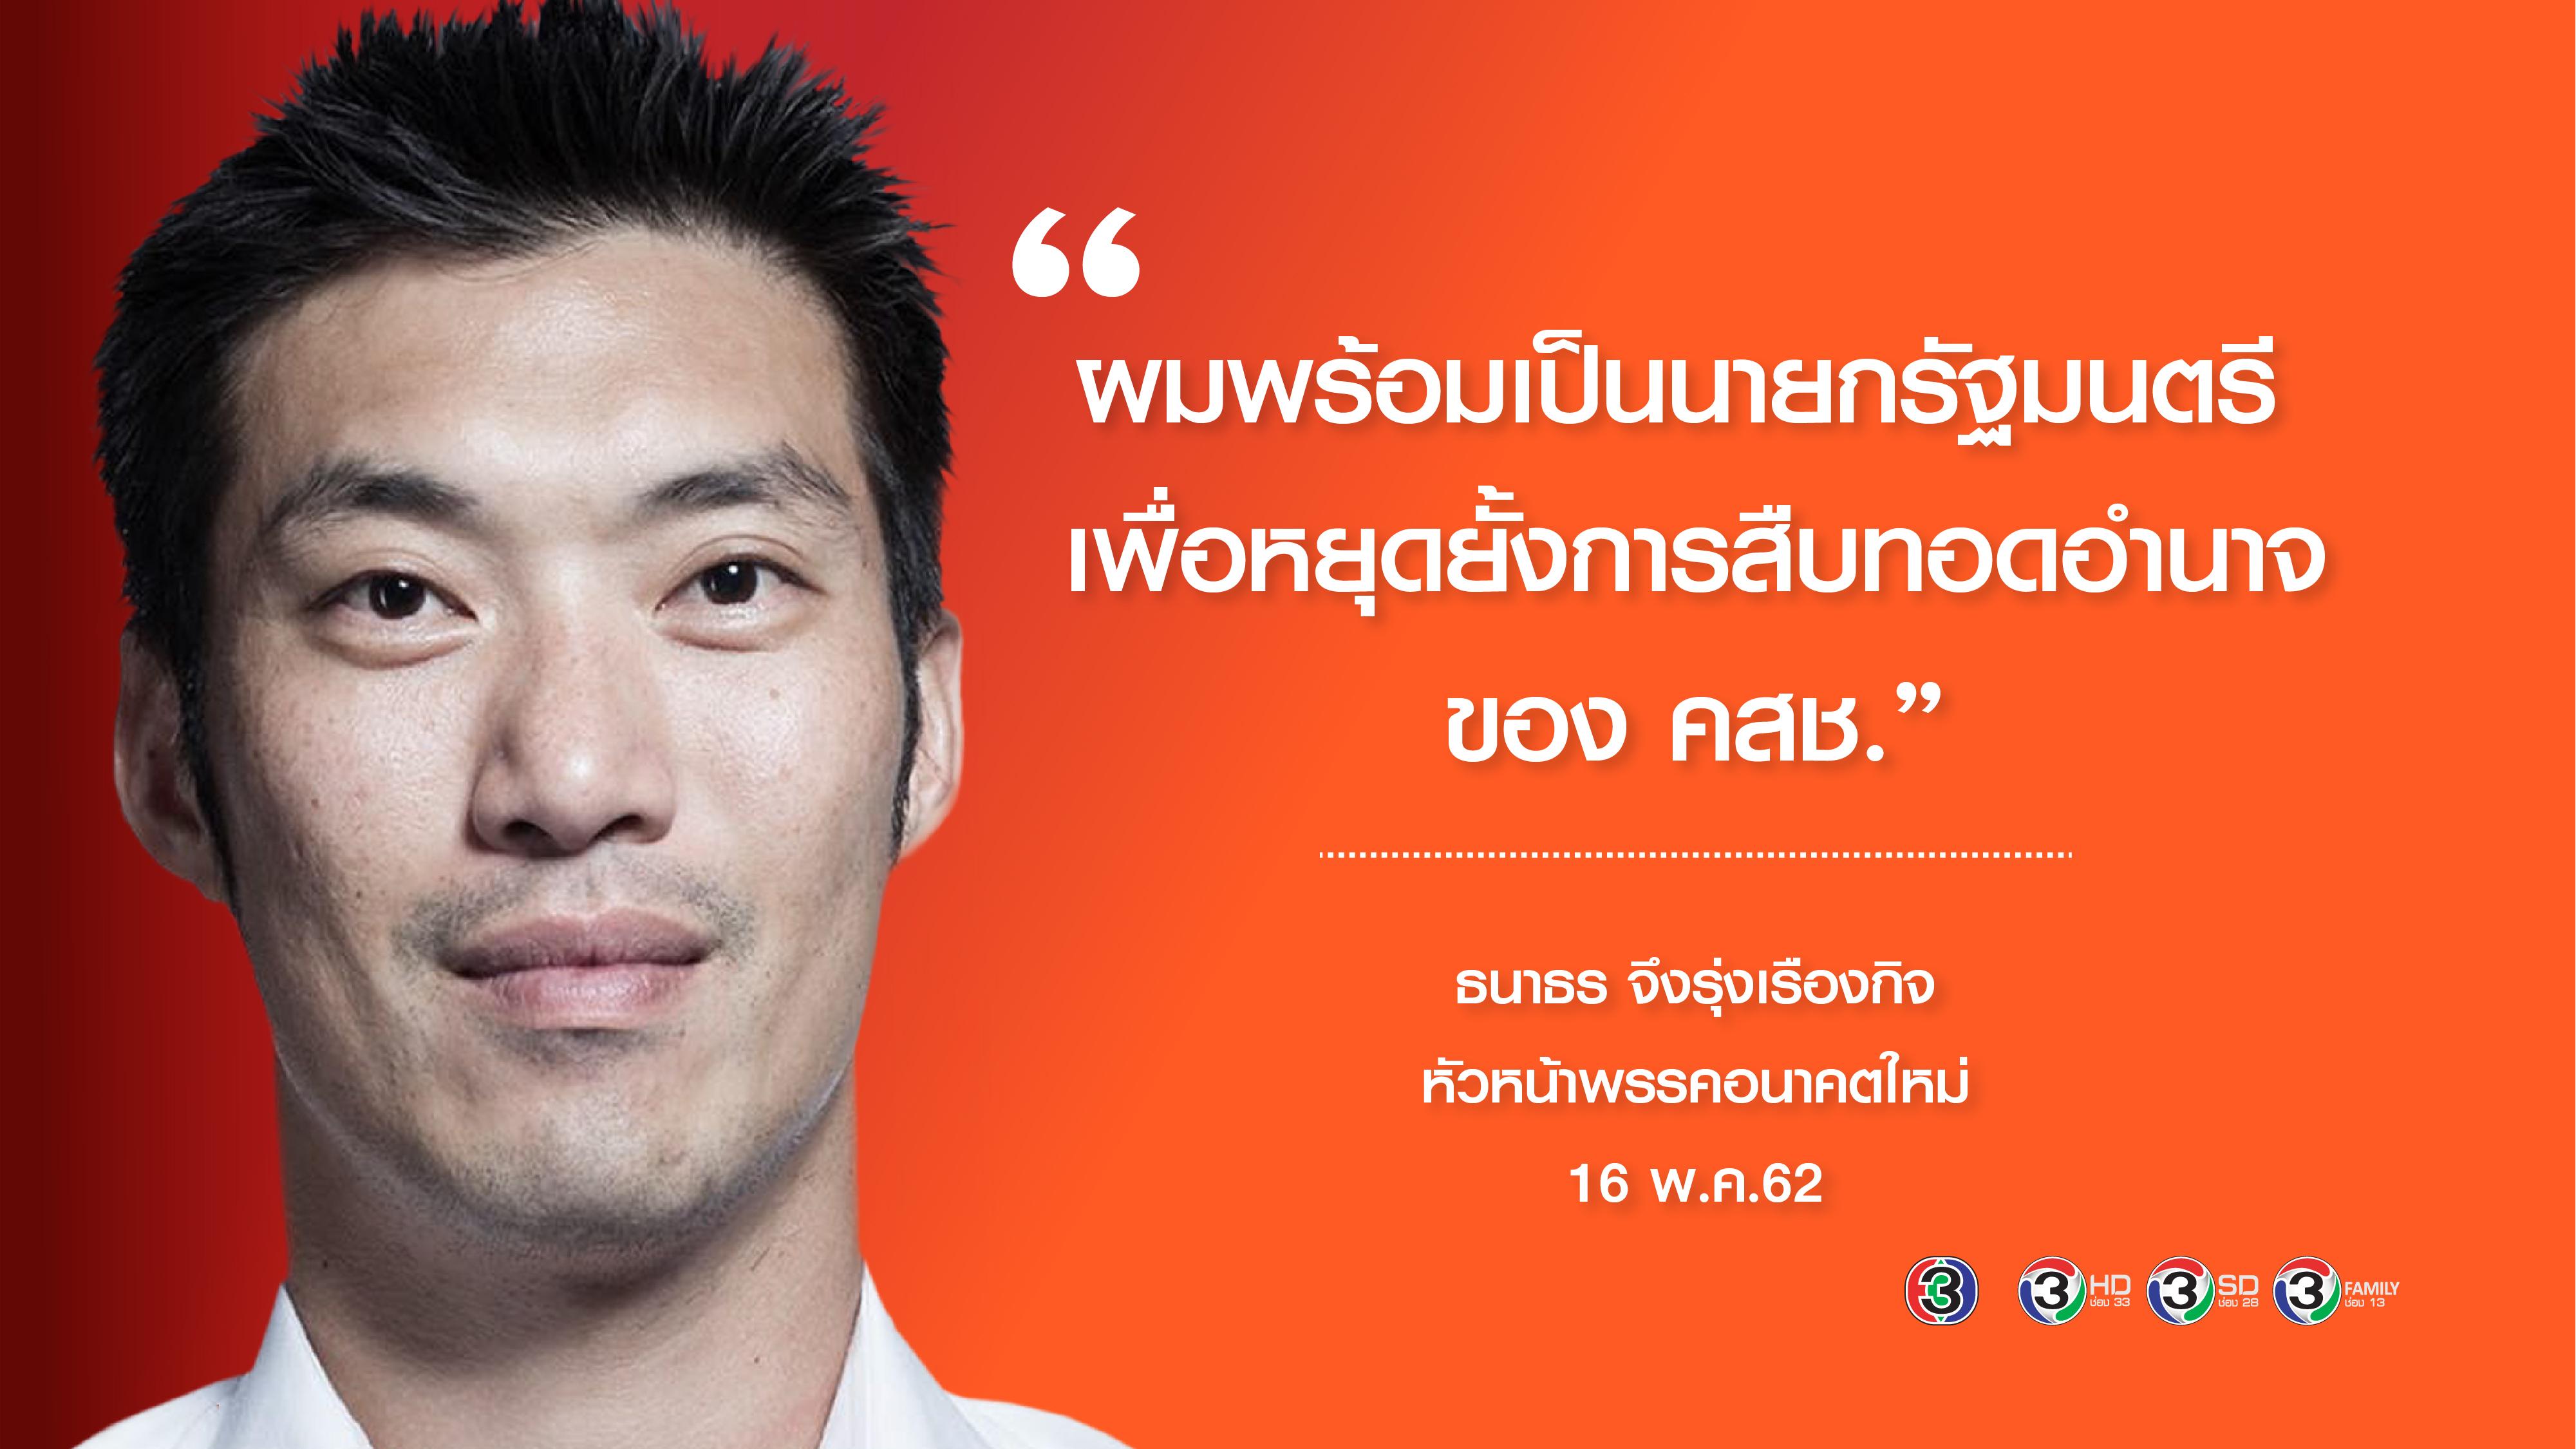 “
ผมพร้อมเป็นนายกรัฐมนตรี
เพื่อหยุดยั้งการสืบทอดอำนาจ
ของ คสช.”
ธนาธร จึงรุ่งเรืองกิจ
หัวหน้าพรรคอนาคตใหม่
16 พ.ค.62
3 3 HD ช่อง 33 3 SD ช่อง 28 3 FAMILY ช่อง 13